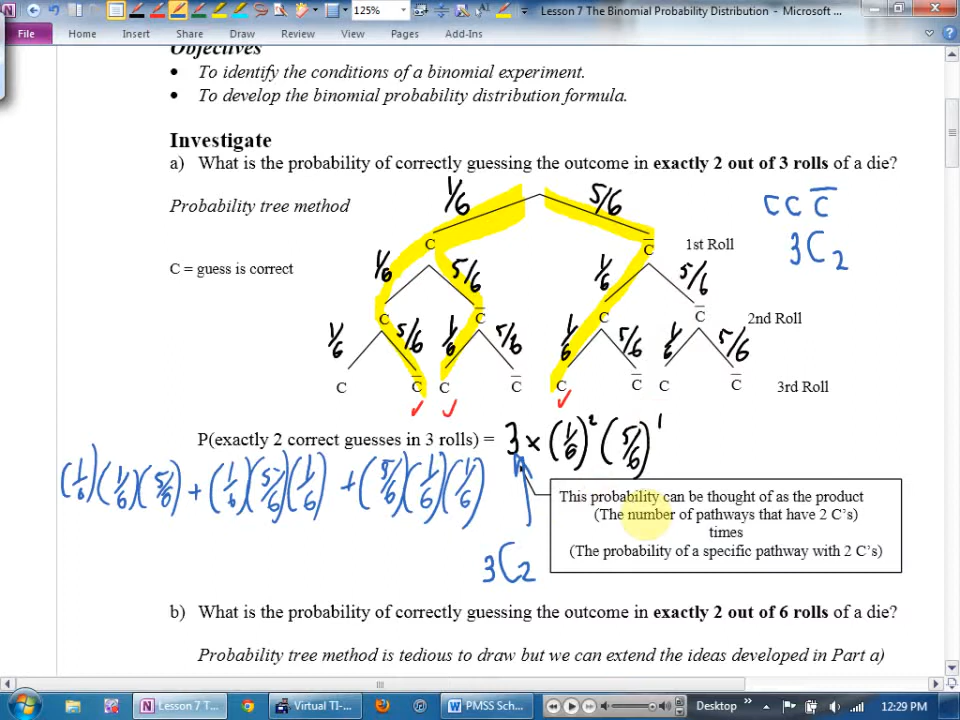 Lesson 7 The Binomial Probability Distribution - Microsoft ...
125%
File Home Insert Draw Review View Pages Add-Ins
Objectives
• To identify the conditions of a binomial experiment.
• To develop the binomial probability distribution formula.
Investigate
a) What is the probability of correctly guessing the outcome in exactly 2 out of 3 rolls of a die?
1/6 5/6 C C C̅
Probability tree method
C C̅ 1st Roll 3C2
C = guess is correct 1/6 5/6 1/6 5/6
C C̅ C C̅ 2nd Roll
1/6 5/6 1/6 5/6 1/6 5/6 1/6 5/6
C C̅ C C̅ C C̅ C C̅ 3rd Roll
✓ ✓ ✓
P(exactly 2 correct guesses in 3 rolls) = 3 × (1/6)² (5/6)¹
(1/6)(1/6)(5/6) + (1/6)(5/6)(1/6) + (5/6)(1/6)(1/6)
This probability can be thought of as the product
(The number of pathways that have 2 C's)
times
(The probability of a specific pathway with 2 C's)
3C2
b) What is the probability of correctly guessing the outcome in exactly 2 out of 6 rolls of a die?
Probability tree method is tedious to draw but we can extend the ideas developed in Part a)
Lesson 7 T... Virtual TI-... PMSS Sch... Desktop 12:29 PM